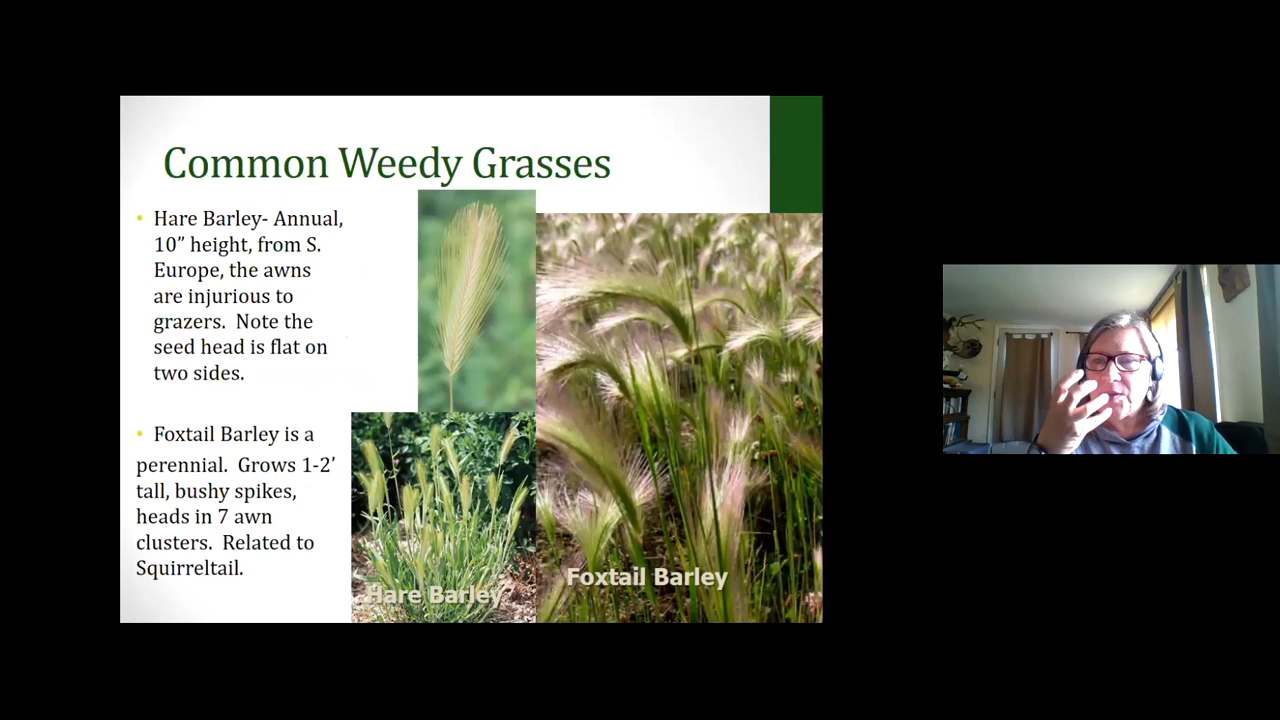 Common Weedy Grasses
• Hare Barley- Annual,
10” height, from S.
Europe, the awns
are injurious to
grazers. Note the
seed head is flat on
two sides.
• Foxtail Barley is a
perennial. Grows 1-2’
tall, bushy spikes,
heads in 7 awn
clusters. Related to
Squirreltail.
Hare Barley
Foxtail Barley